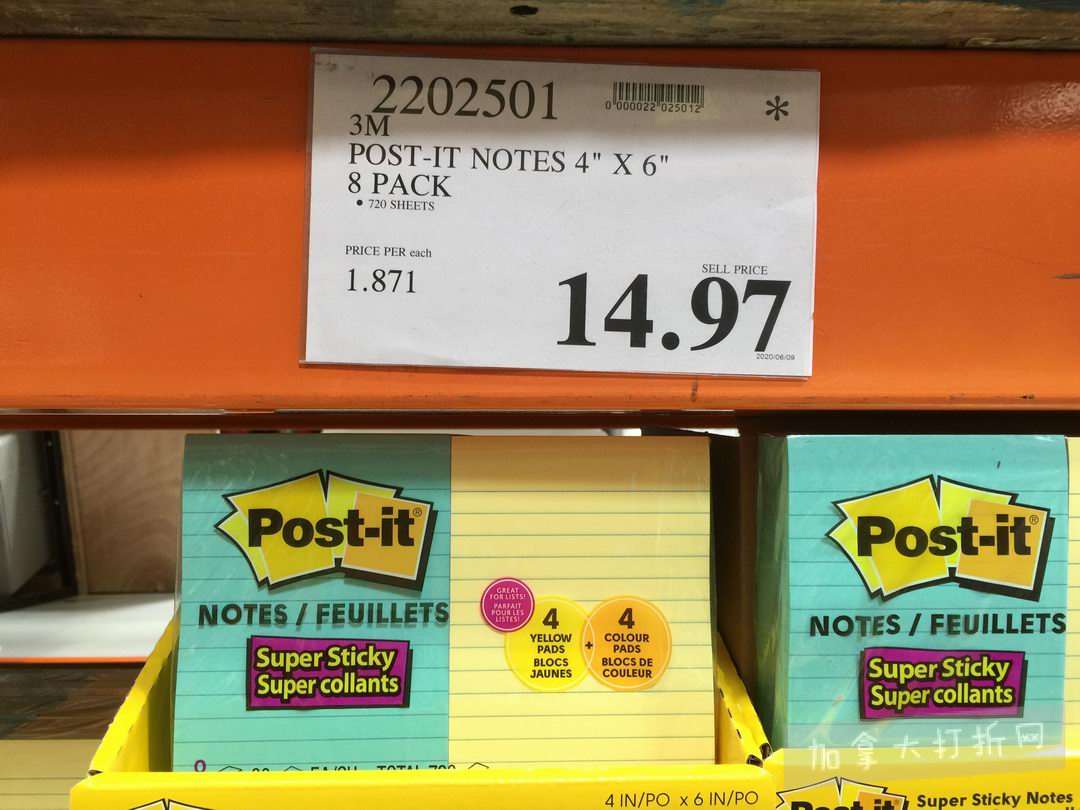 2202501
0 000022 025012
*
3M
POST-IT NOTES 4" X 6"
8 PACK
• 720 SHEETS
PRICE PER each
1.871
SELL PRICE
14.97
2020/06/09
Post-it®
NOTES / FEUILLETS
Super Sticky
Super collants
GREAT
FOR LISTS!
PARFAIT
POUR LES
LISTES!
4
YELLOW
PADS
BLOCS
JAUNES
+
4
COLOUR
PADS
BLOCS DE
COULEUR
Post-it®
NOTES / FEUILLETS
Super Sticky
Super collants
加拿大打折网
4 IN/PO x 6 IN/PO
Post-it
Super Sticky Notes